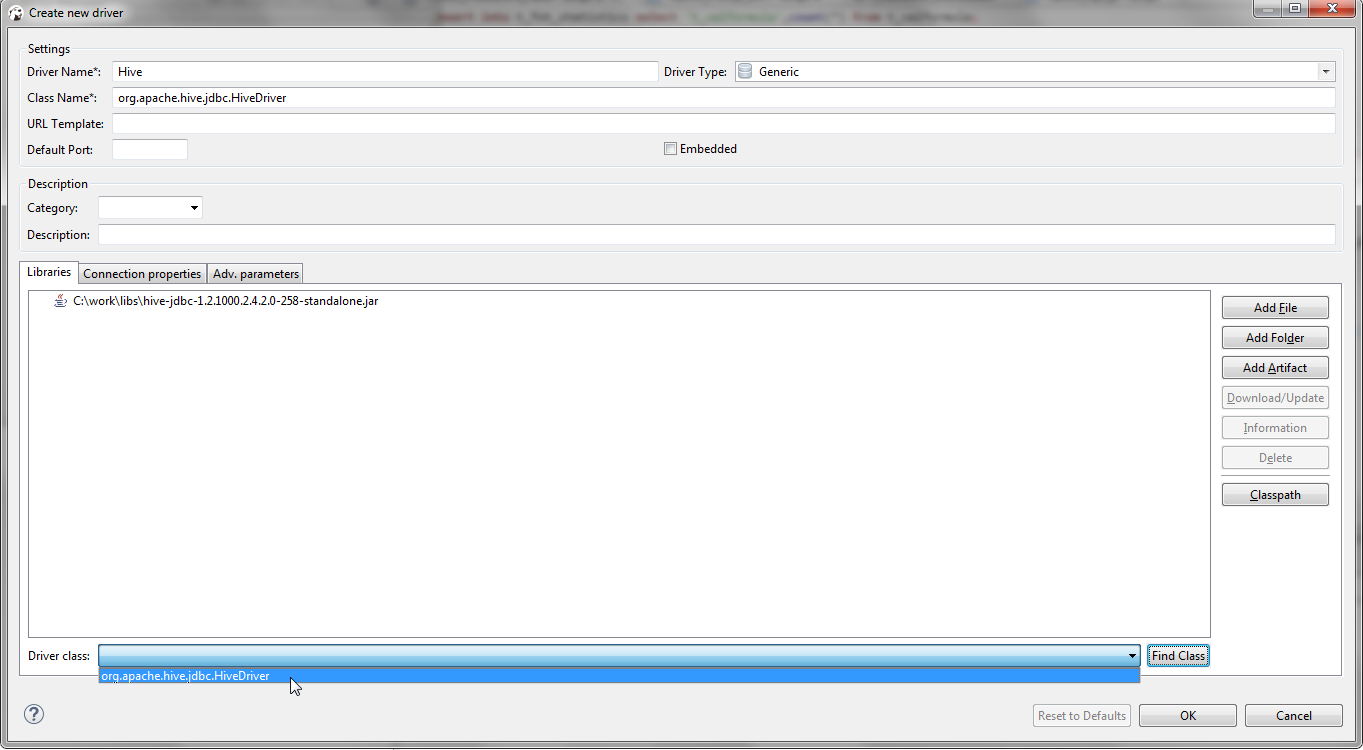 Create new driver
Settings
Driver Name*: Hive Driver Type: Generic
Class Name*: org.apache.hive.jdbc.HiveDriver
URL Template:
Default Port: Embedded
Description
Category:
Description:
Libraries Connection properties Adv. parameters
C:\work\libs\hive-jdbc-1.2.1000.2.4.2.0-258-standalone.jar
Add File
Add Folder
Add Artifact
Download/Update
Information
Delete
Classpath
Driver class: Find Class
org.apache.hive.jdbc.HiveDriver
? Reset to Defaults OK Cancel